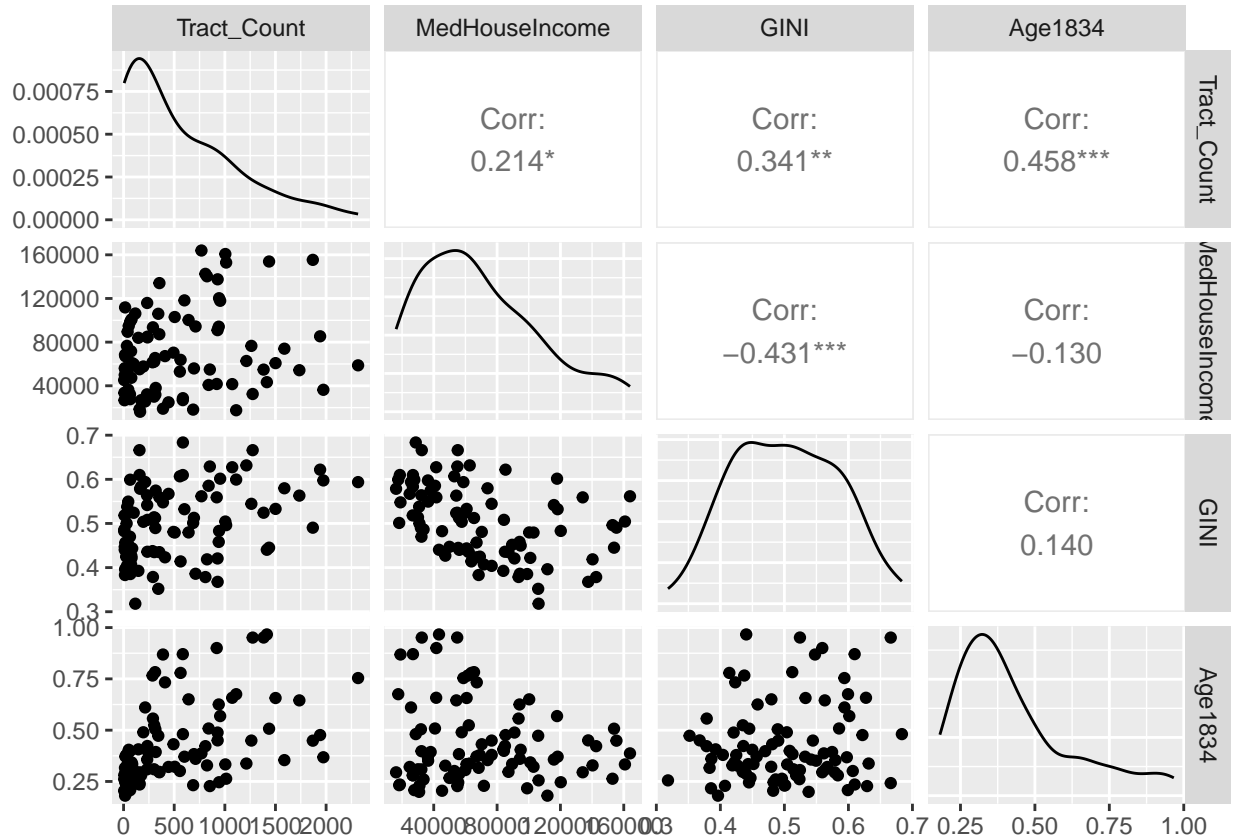 Tract_Count MedHouseIncome GINI Age1834
0.00075
0.00050
0.00025
0.00000
Corr:
0.214*
Corr:
0.341**
Corr:
0.458***
Tract_Count
160000
120000
80000
40000
Corr:
−0.431***
Corr:
−0.130
MedHouseIncome
0.7
0.6
0.5
0.4
0.3
Corr:
0.140
GINI
1.00
0.75
0.50
0.25
Age1834
0 500 1000 1500 2000
40000 80000 120000 160000
0.3 0.4 0.5 0.6 0.7
0.25 0.50 0.75 1.00